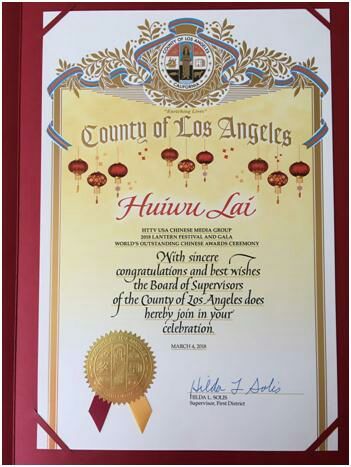 COUNTY OF LOS ANGELES
CALIFORNIA
"Enriching Lives"
County of Los Angeles
Huiwu Lai
HTTV USA CHINESE MEDIA GROUP
2018 LANTERN FESTIVAL AND GALA
WORLD'S OUTSTANDING CHINESE AWARDS CEREMONY
With sincere
congratulations and best wishes
the Board of Supervisors
of the County of Los Angeles does
hereby join in your
celebration.
MARCH 4, 2018
Hilda L Solis
HILDA L. SOLIS
Supervisor, First District